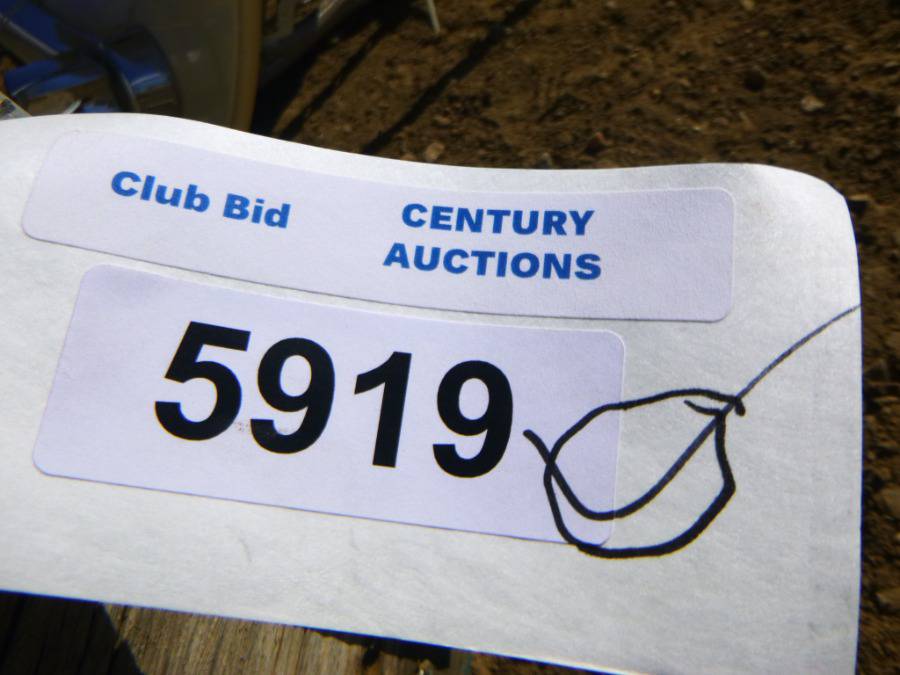 Club Bid
CENTURY
AUCTIONS
5919